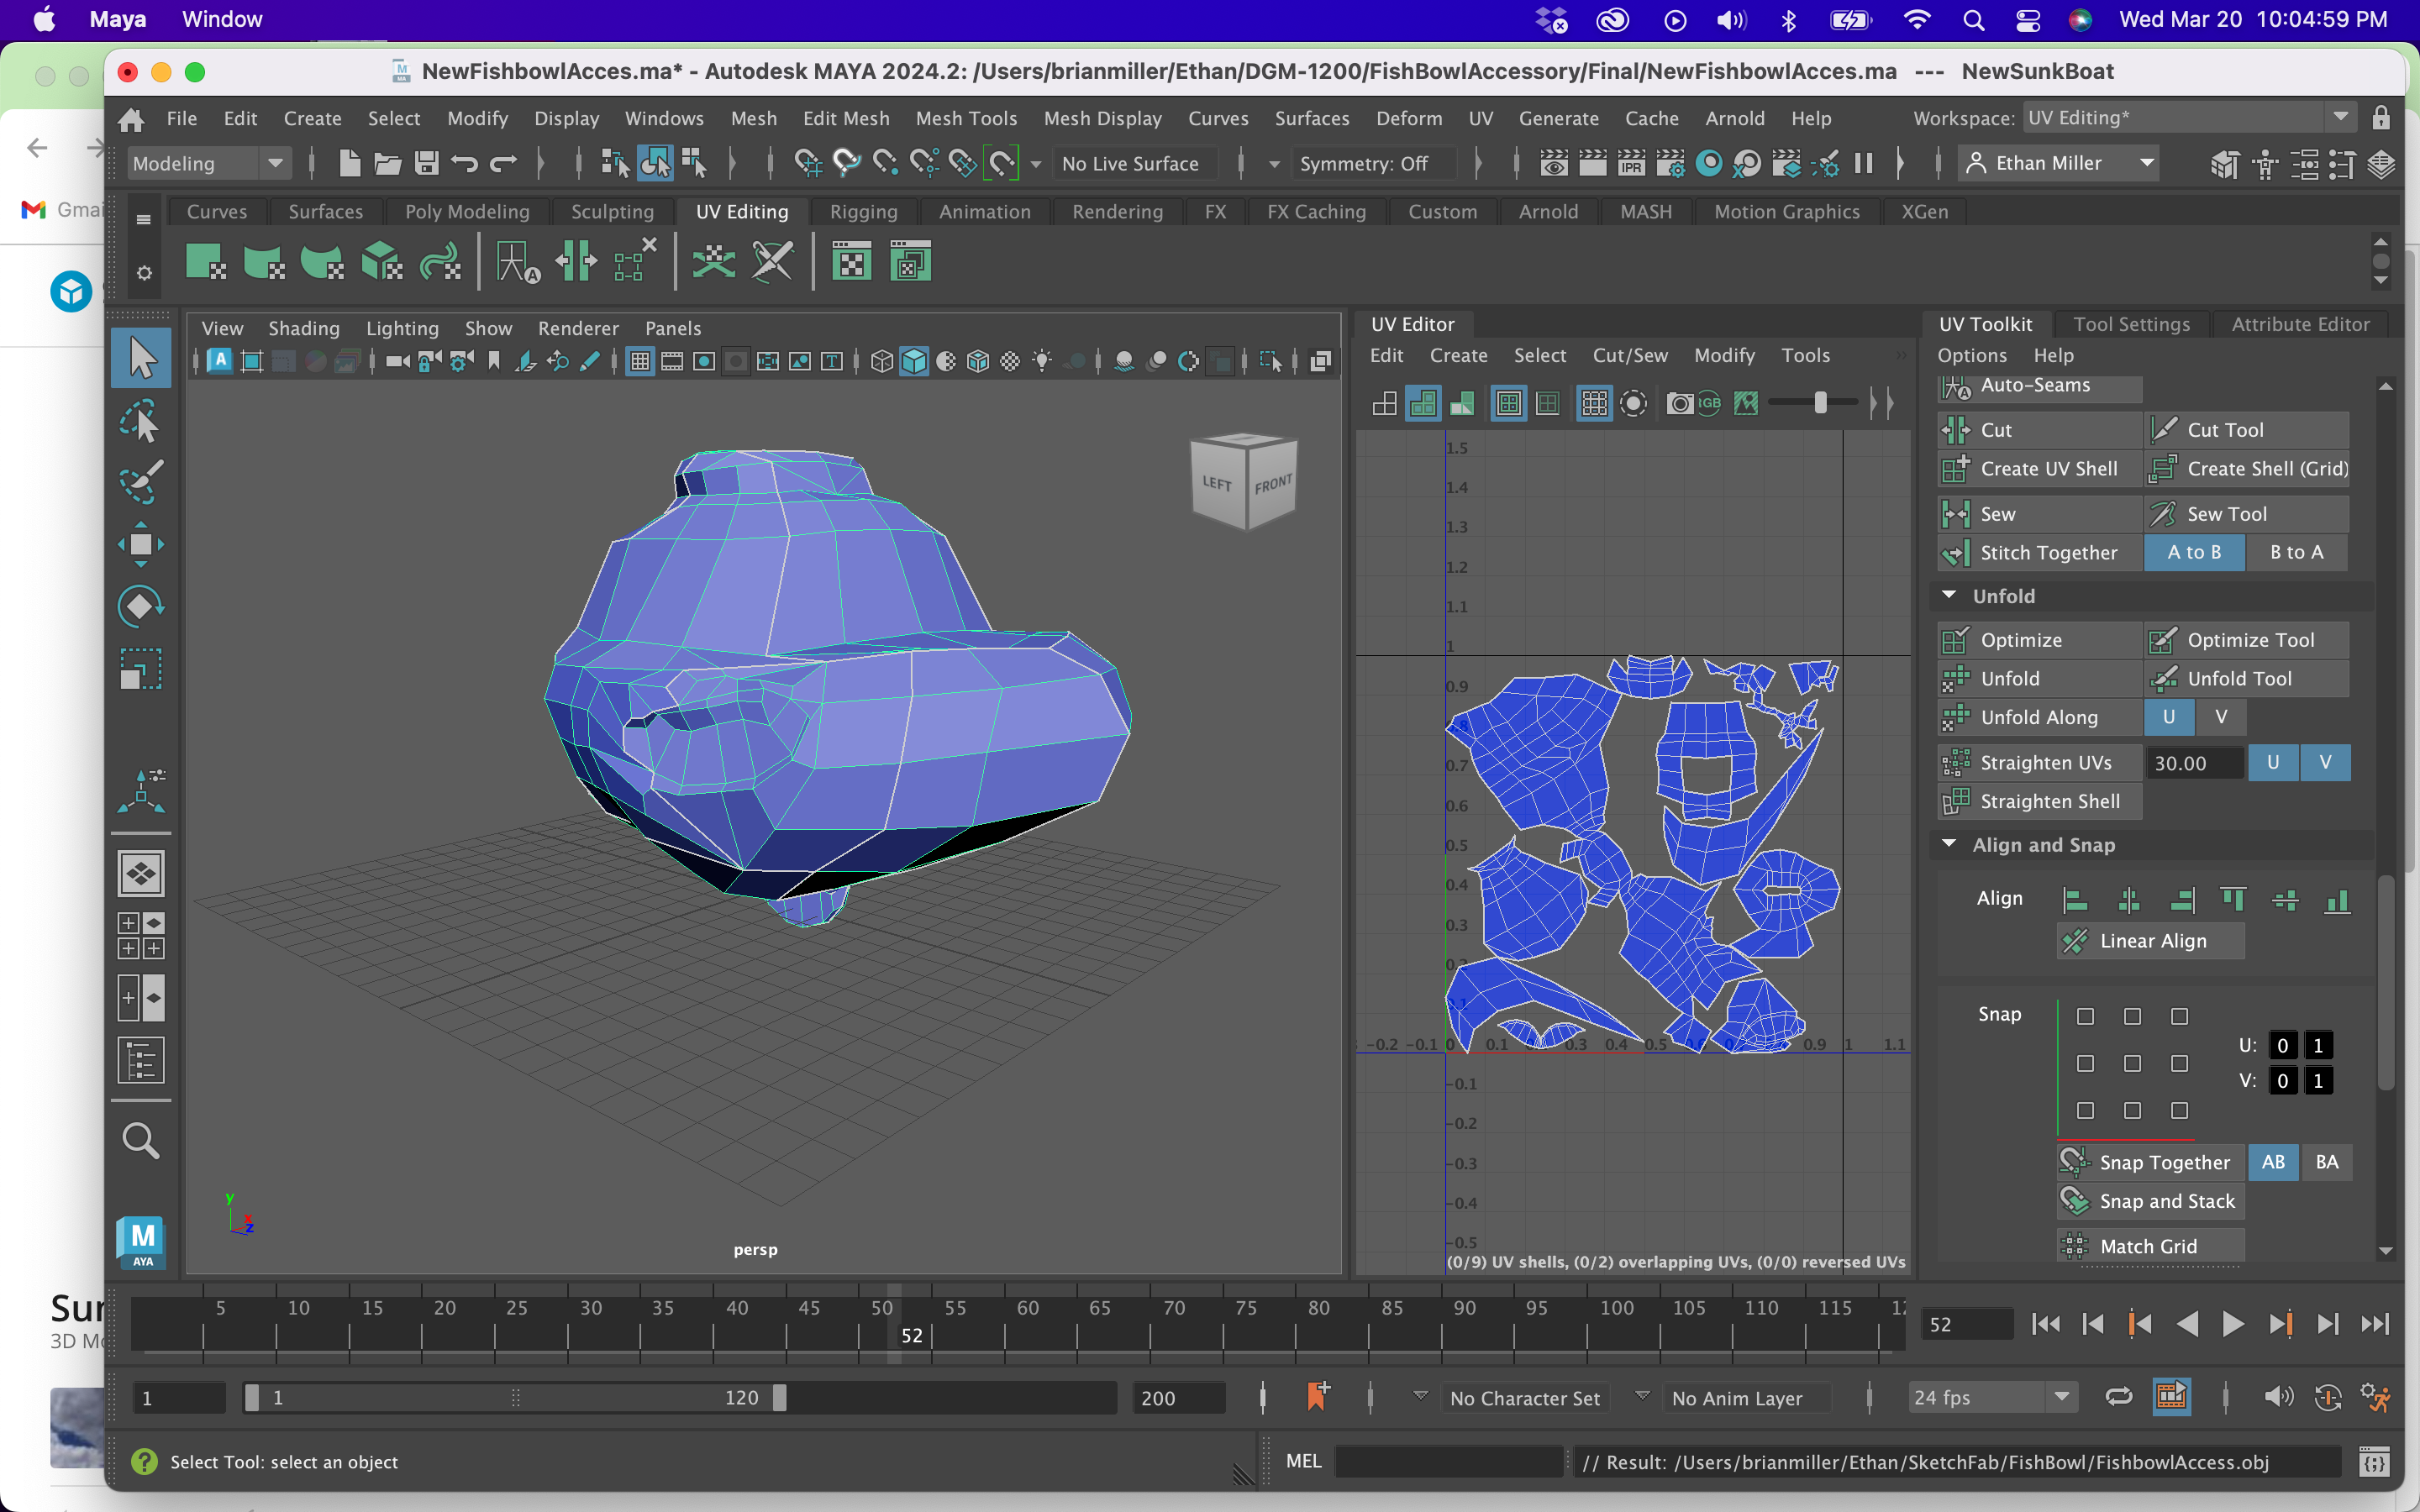 Maya Window Wed Mar 20 10:04:59 PM
NewFishbowlAcces.ma* - Autodesk MAYA 2024.2: /Users/brianmiller/Ethan/DGM-1200/FishBowlAccessory/Final/NewFishbowlAcces.ma --- NewSunkBoat
File Edit Create Select Modify Display Windows Mesh Edit Mesh Mesh Tools Mesh Display Curves Surfaces Deform UV Generate Cache Arnold Help Workspace: UV Editing*
Modeling No Live Surface Symmetry: Off IPR Ethan Miller
Gmai
Curves Surfaces Poly Modeling Sculpting UV Editing Rigging Animation Rendering FX FX Caching Custom Arnold MASH Motion Graphics XGen
View Shading Lighting Show Renderer Panels
LEFT FRONT
persp
y
x
z
M
AYA
UV Editor
Edit Create Select Cut/Sew Modify Tools
1.5
1.4
1.3
1.2
1.1
1
0.9
0.7
0.6
0.5
0.4
0.3
0.2
0.1
-0.2 -0.1 0 0.1 0.3 0.4 0.5 0.9 1 1.1
-0.1
-0.2
-0.3
-0.4
-0.5
(0/9) UV shells, (0/2) overlapping UVs, (0/0) reversed UVs
UV Toolkit Tool Settings Attribute Editor
Options Help
Auto-Seams
Cut Cut Tool
Create UV Shell Create Shell (Grid)
Sew Sew Tool
Stitch Together A to B B to A
Unfold
Optimize Optimize Tool
Unfold Unfold Tool
Unfold Along U V
Straighten UVs 30.00 U V
Straighten Shell
Align and Snap
Align
Linear Align
Snap
U: 0 1
V: 0 1
Snap Together AB BA
Snap and Stack
Match Grid
Sur
3D Mo
5 10 15 20 25 30 35 40 45 50 55 60 65 70 75 80 85 90 95 100 105 110 115
52
52
1 1 120 200 No Character Set No Anim Layer 24 fps
Select Tool: select an object MEL // Result: /Users/brianmiller/Ethan/SketchFab/FishBowl/FishbowlAccess.obj